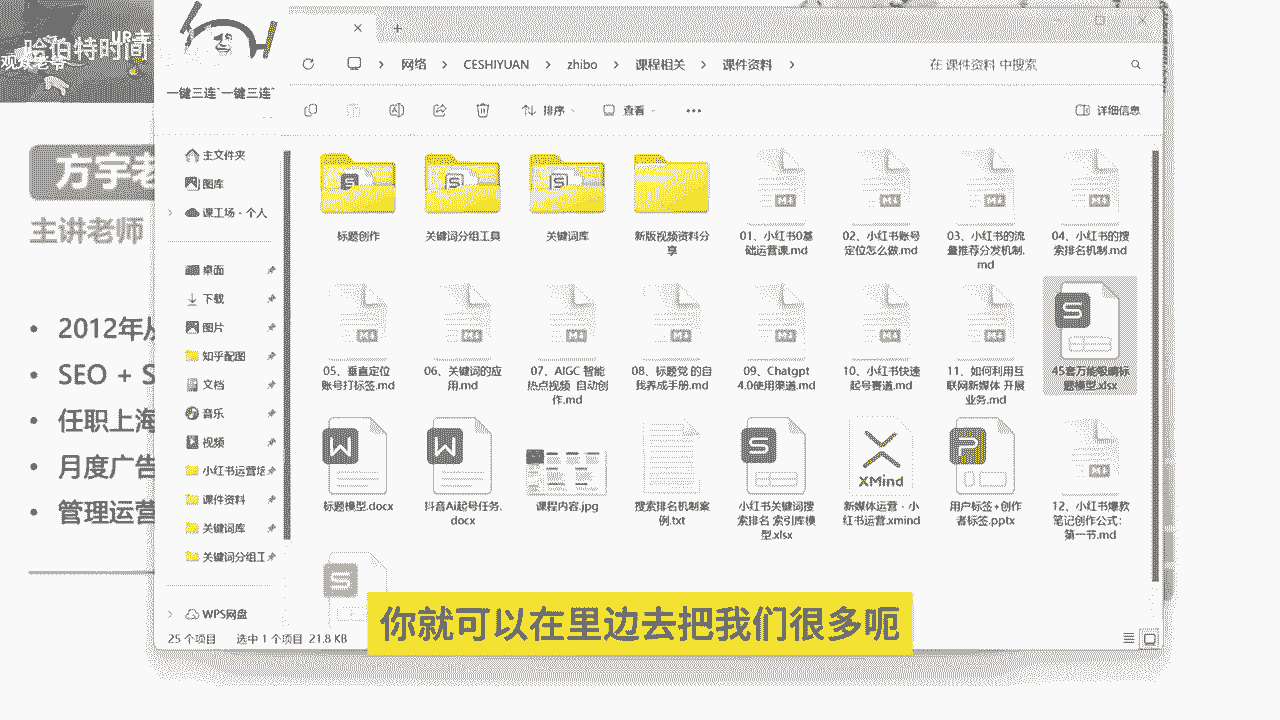 哈伯特时间
UP主
观众老爷
一键三连 一键三连
方宇老
主讲老师
2012年从
SEO + S
任职上海
月度广告
管理运营
网络 > CESHIYUAN > zhibo > 课程相关 > 课件资料 >
在 课件资料 中搜索
排序
查看
详细信息
主文件夹
图库
课工场 - 个人
桌面
下载
图片
知乎配图
文档
音乐
视频
小红书运营
课件资料
关键词库
关键词分组工
WPS网盘
标题创作
关键词分组工具
关键词库
新版视频资料分
享
01、小红书0基
础运营课.md
02、小红书账号
定位怎么做.md
03、小红书的流
量推荐分发机制.
md
04、小红书的搜
索排名机制.md
05、垂直定位
账号打标签.md
06、关键词的应
用.md
07、AIGC 智能
热点视频 自动创
作.md
08、标题党 的自
我养成手册.md
09、Chatgpt
4.0使用渠道.md
10、小红书快速
起号赛道.md
11、如何利用互
联网新媒体 开展
业务.md
45套万能吸睛标
题模型.xlsx
标题模型.docx
抖音Ai起号任务.
docx
课程内容.jpg
搜索排名机制案
例.txt
小红书关键词搜
索排名 索引库模
型.xlsx
XMind
新媒体运营 - 小
红书运营.xmind
用户标签+创作
者标签.pptx
12、小红书爆款
笔记创作公式：
第一节.md
25 个项目
选中 1 个项目 21.8 KB
你就可以在里边去把我们很多呃